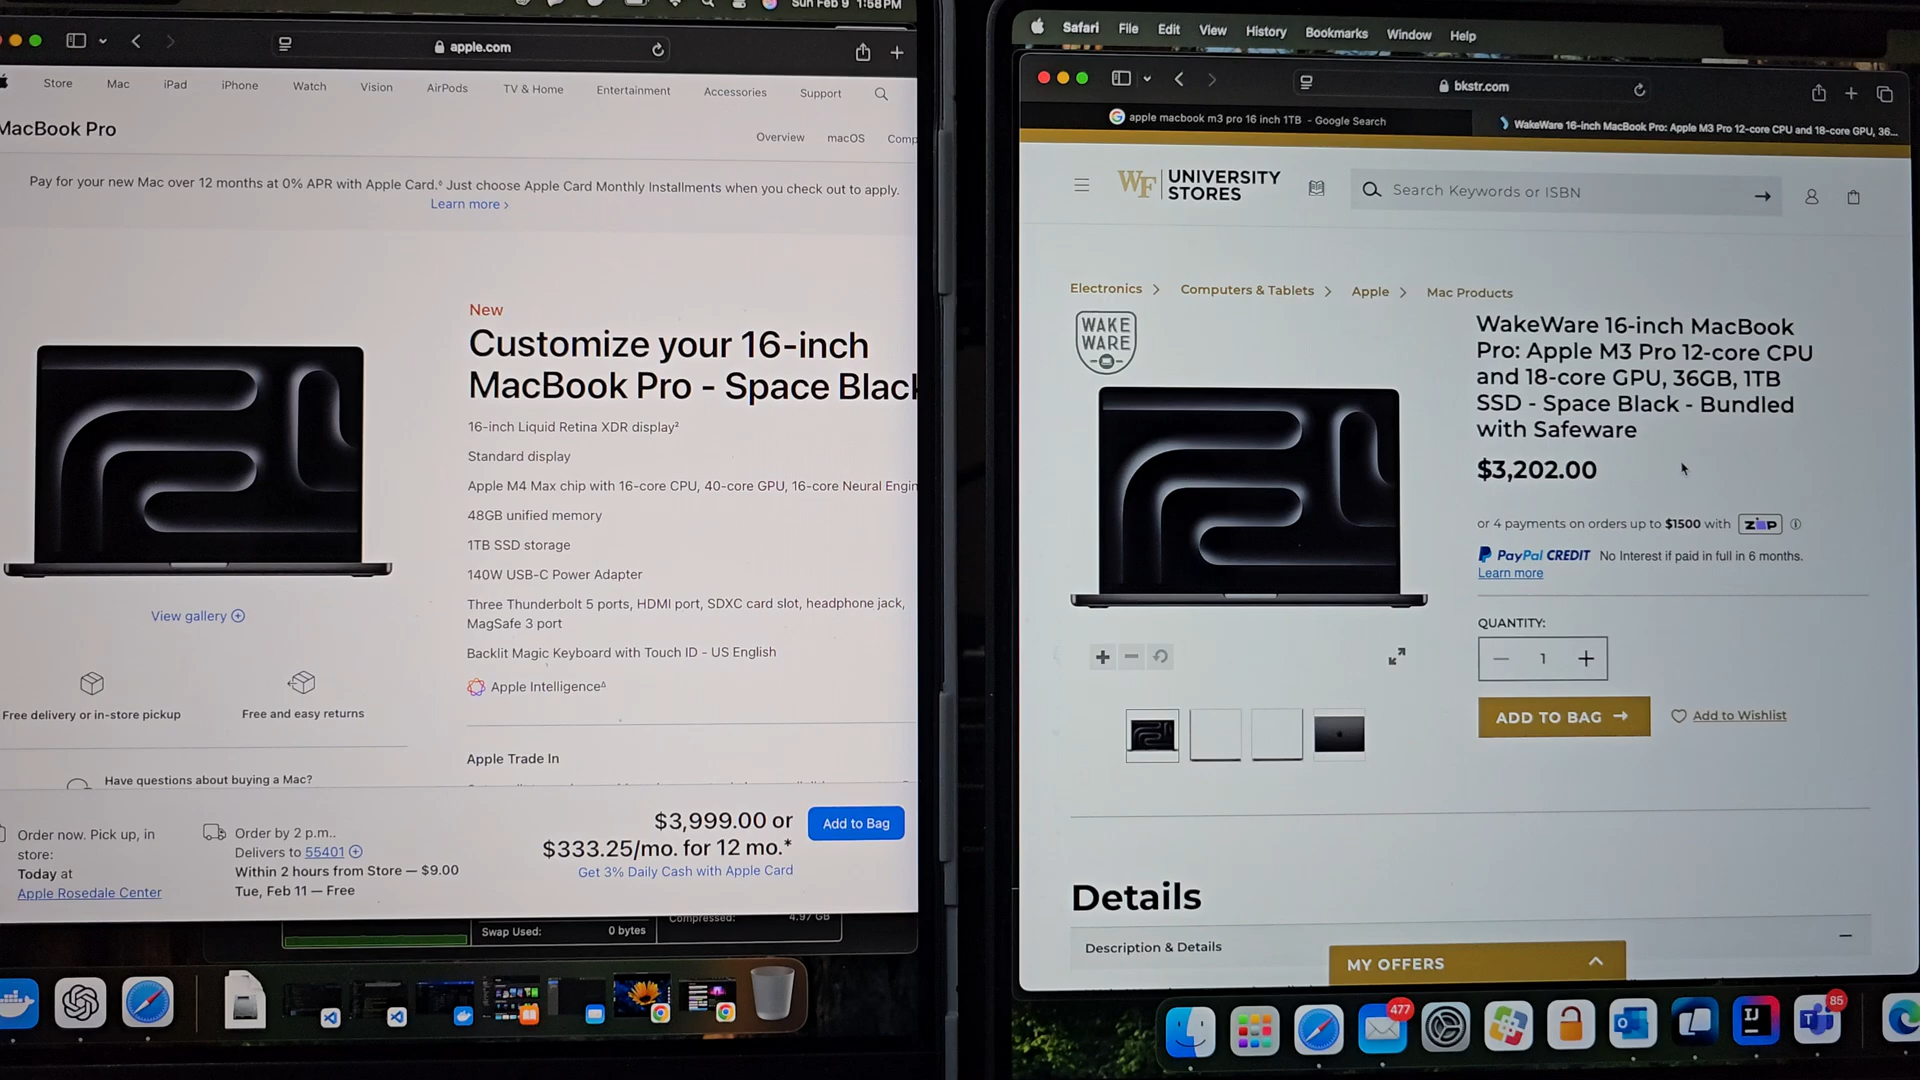 Sun Feb 9 1:58 PM
apple.com
Store Mac iPad iPhone Watch Vision AirPods TV & Home Entertainment Accessories Support
MacBook Pro
Overview macOS Comp
Pay for your new Mac over 12 months at 0% APR with Apple Card.◊ Just choose Apple Card Monthly Installments when you check out to apply.
Learn more >
New
Customize your 16-inch
MacBook Pro - Space Black
16-inch Liquid Retina XDR display²
Standard display
Apple M4 Max chip with 16-core CPU, 40-core GPU, 16-core Neural Engin
48GB unified memory
1TB SSD storage
140W USB-C Power Adapter
Three Thunderbolt 5 ports, HDMI port, SDXC card slot, headphone jack,
MagSafe 3 port
Backlit Magic Keyboard with Touch ID - US English
Apple Intelligence∆
View gallery
Free delivery or in-store pickup
Free and easy returns
Apple Trade In
Have questions about buying a Mac?
Order now. Pick up, in
store:
Today at
Apple Rosedale Center
Order by 2 p.m..
Delivers to 55401
Within 2 hours from Store — $9.00
Tue, Feb 11 — Free
$3,999.00 or
$333.25/mo. for 12 mo.*
Get 3% Daily Cash with Apple Card
Add to Bag
Swap Used: 0 bytes
Compressed: 4.97 GB
Safari File Edit View History Bookmarks Window Help
bkstr.com
apple macbook m3 pro 16 inch 1TB - Google Search
WakeWare 16-inch MacBook Pro: Apple M3 Pro 12-core CPU and 18-core GPU, 36...
WF UNIVERSITY
STORES
Search Keywords or ISBN
Electronics > Computers & Tablets > Apple > Mac Products
WAKE
WARE
WakeWare 16-inch MacBook
Pro: Apple M3 Pro 12-core CPU
and 18-core GPU, 36GB, 1TB
SSD - Space Black - Bundled
with Safeware
$3,202.00
or 4 payments on orders up to $1500 with zip
PayPal CREDIT No Interest if paid in full in 6 months.
Learn more
QUANTITY:
1
ADD TO BAG
Add to Wishlist
Details
Description & Details
MY OFFERS
477
IJ
85